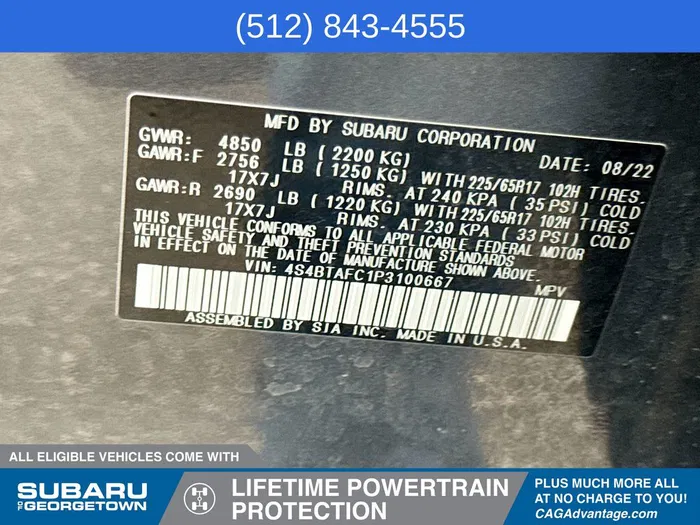 (512) 843-4555
MFD BY SUBARU CORPORATION
GVWR: 4850 LB ( 2200 KG) DATE: 08/22
GAWR:F 2756 LB ( 1250 KG) WITH 225/65R17 102H TIRES.
17X7J RIMS. AT 240 KPA ( 35 PSI) COLD
GAWR:R 2690 LB ( 1220 KG) WITH 225/65R17 102H TIRES.
17X7J RIMS. AT 230 KPA ( 33 PSI) COLD
THIS VEHICLE CONFORMS TO ALL APPLICABLE FEDERAL MOTOR
VEHICLE SAFETY AND THEFT PREVENTION STANDARDS
IN EFFECT ON THE DATE OF MANUFACTURE SHOWN ABOVE.
VIN: 4S4BTAFC1P3100667 MPV
ASSEMBLED BY SIA INC. MADE IN U.S.A.
ALL ELIGIBLE VEHICLES COME WITH
SUBARU
OF GEORGETOWN
LIFETIME POWERTRAIN
PROTECTION
PLUS MUCH MORE ALL
AT NO CHARGE TO YOU!
CAGAdvantage.com*